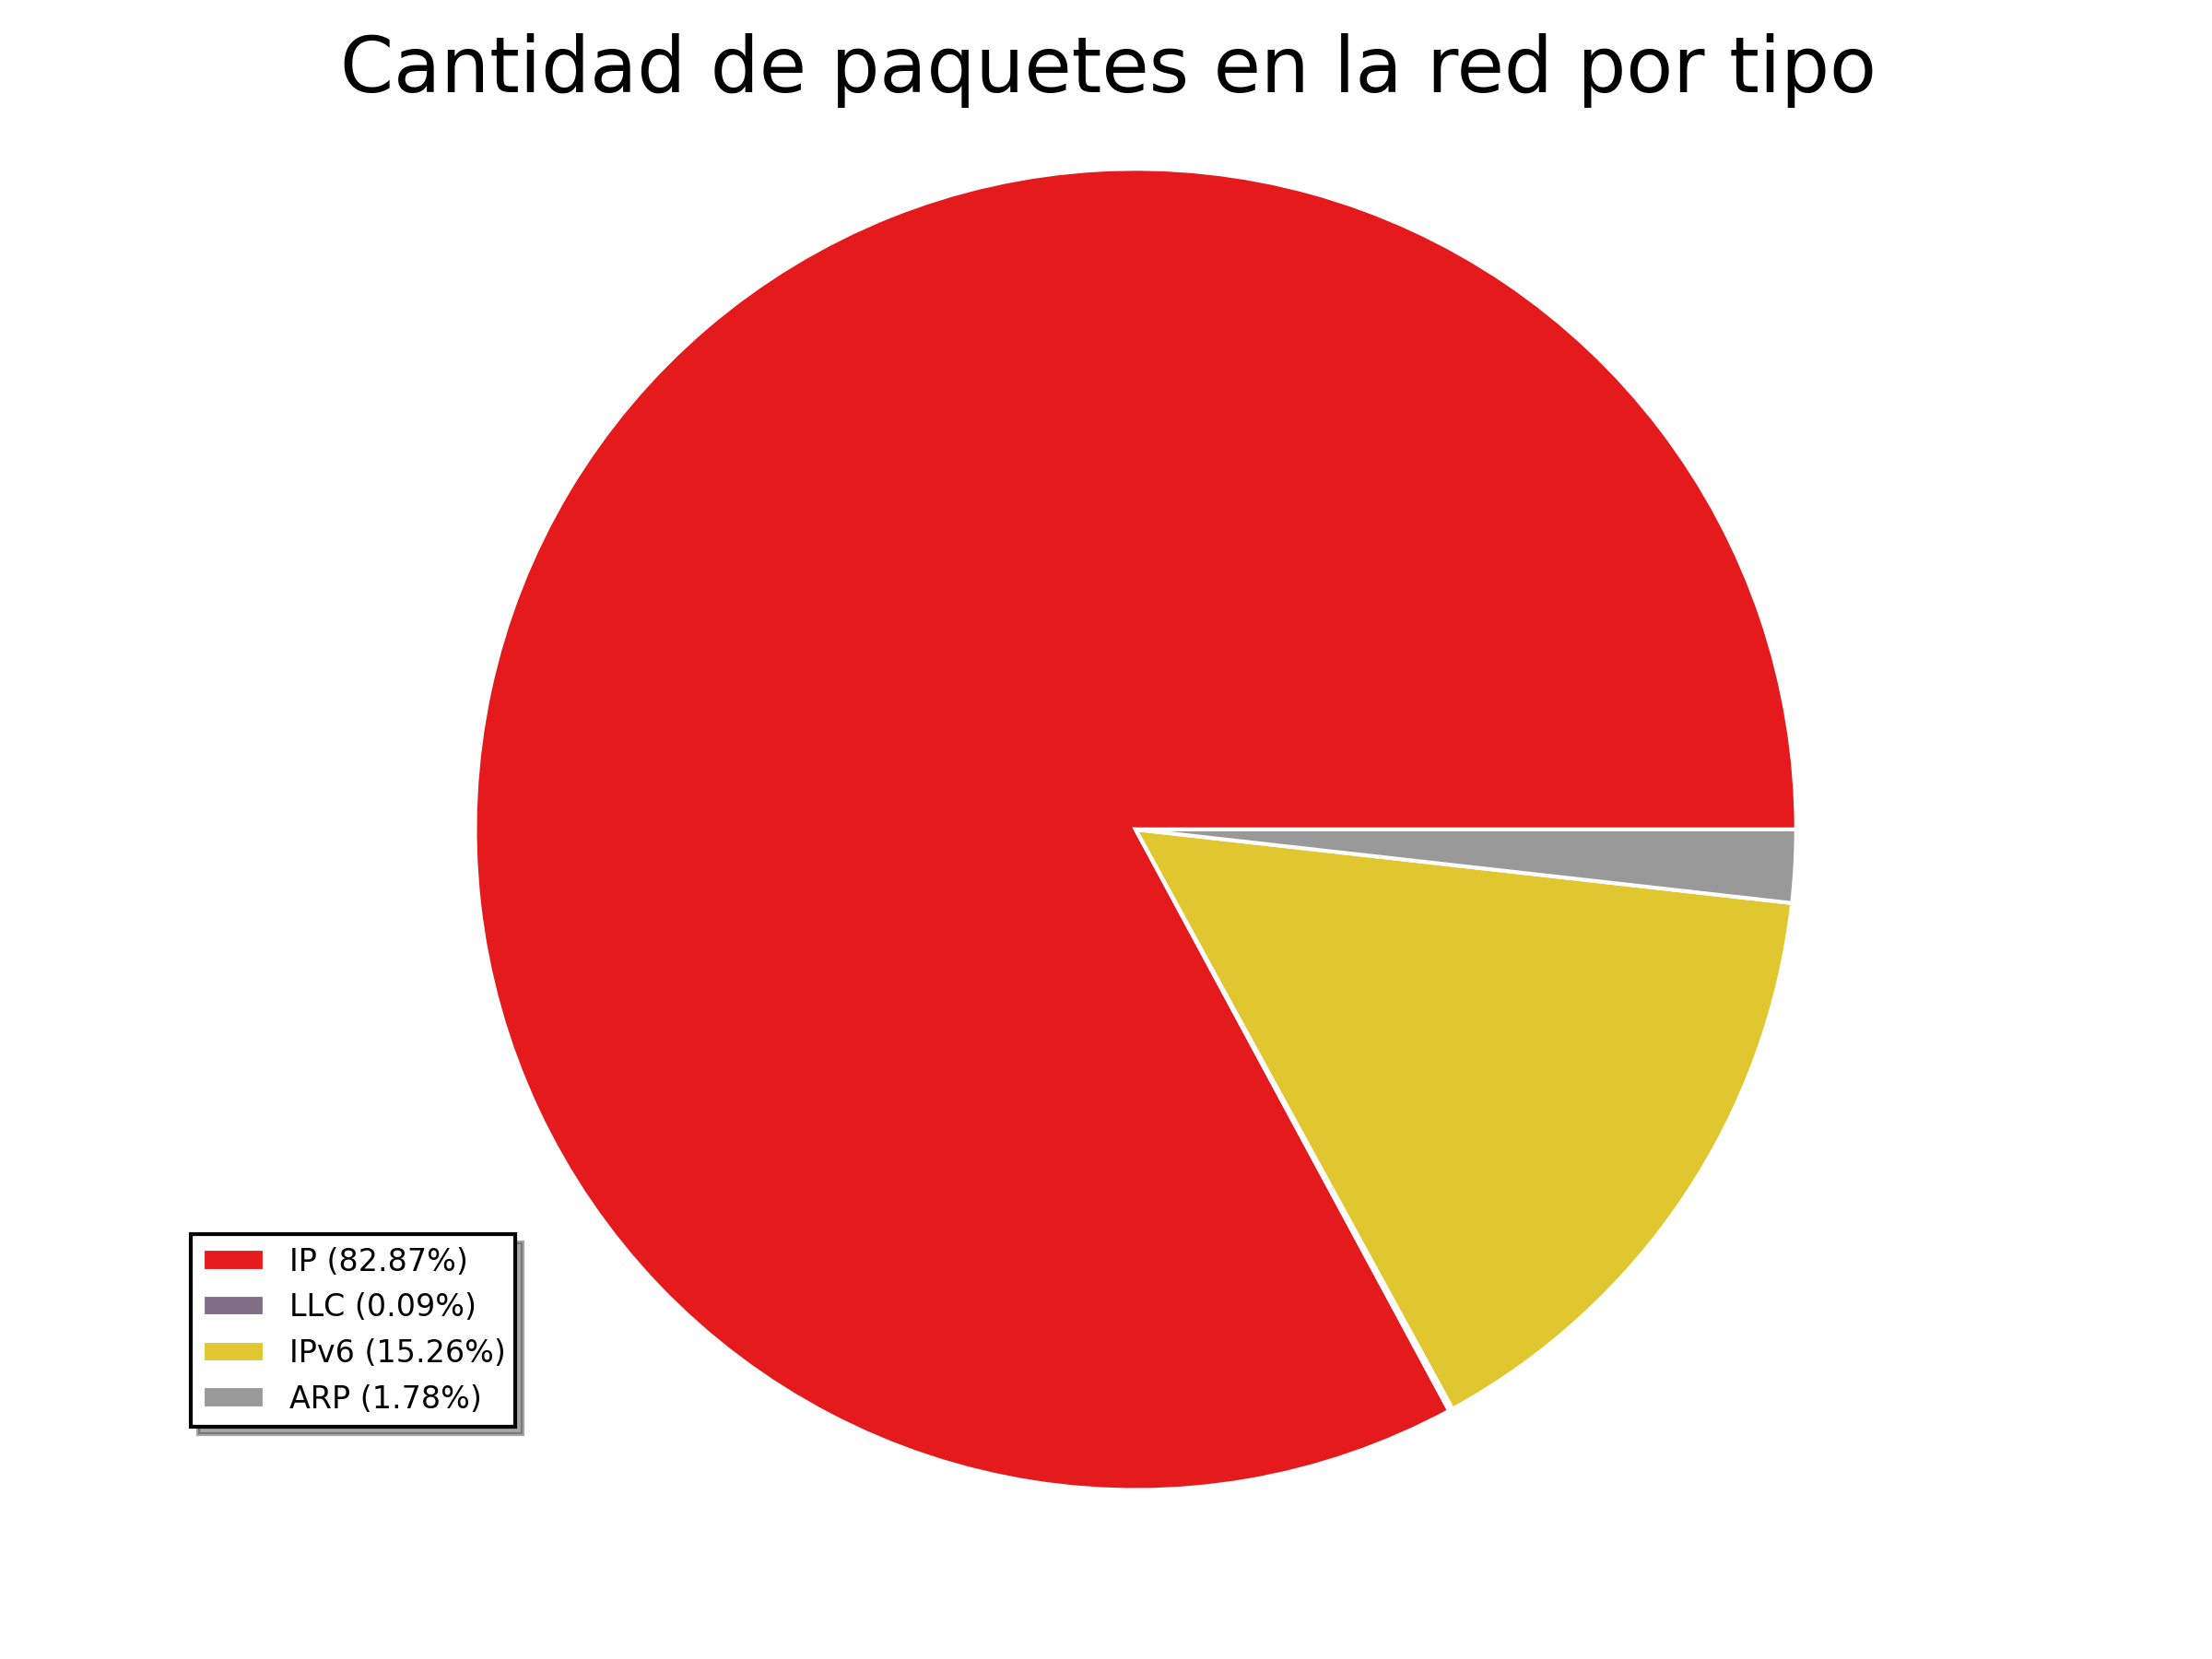 Cantidad de paquetes en la red por tipo
IP (82.87%)
LLC (0.09%)
IPv6 (15.26%)
ARP (1.78%)